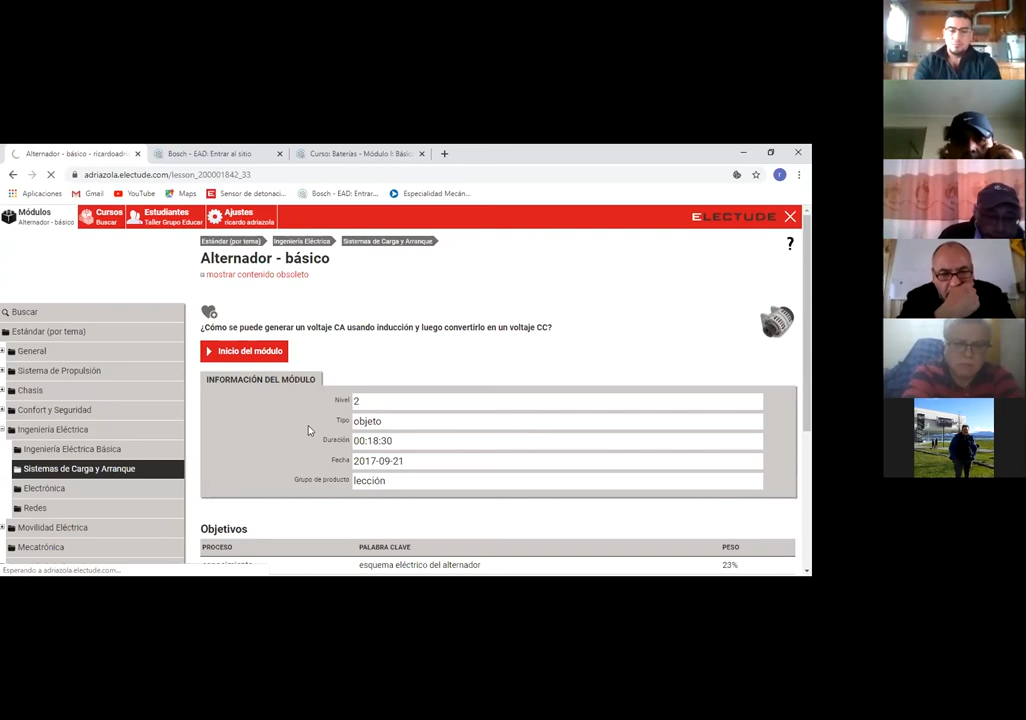 Alternador - básico - ricardoadri
Bosch - EAD: Entrar al sitio
Curso: Baterías - Módulo I: Básic
adriazola.electude.com/lesson_200001842_33
Aplicaciones
Gmail
YouTube
Maps
Sensor de detonaci...
Bosch - EAD: Entrar...
Especialidad Mecán...
Módulos
Alternador - básico
Cursos
Buscar
Estudiantes
Taller Grupo Educar
Ajustes
ricardo adriazola
ELECTUDE
Estándar (por tema)
Ingeniería Eléctrica
Sistemas de Carga y Arranque
?
Alternador - básico
mostrar contenido obsoleto
¿Cómo se puede generar un voltaje CA usando inducción y luego convertirlo en un voltaje CC?
Inicio del módulo
INFORMACIÓN DEL MÓDULO
Nivel 2
Tipo objeto
Duración 00:18:30
Fecha 2017-09-21
Grupo de producto lección
Objetivos
PROCESO PALABRA CLAVE PESO
conocimiento esquema eléctrico del alternador 23%
Buscar
Estándar (por tema)
General
Sistema de Propulsión
Chasis
Confort y Seguridad
Ingeniería Eléctrica
Ingeniería Eléctrica Básica
Sistemas de Carga y Arranque
Electrónica
Redes
Movilidad Eléctrica
Mecatrónica
Esperando a adriazola.electude.com...